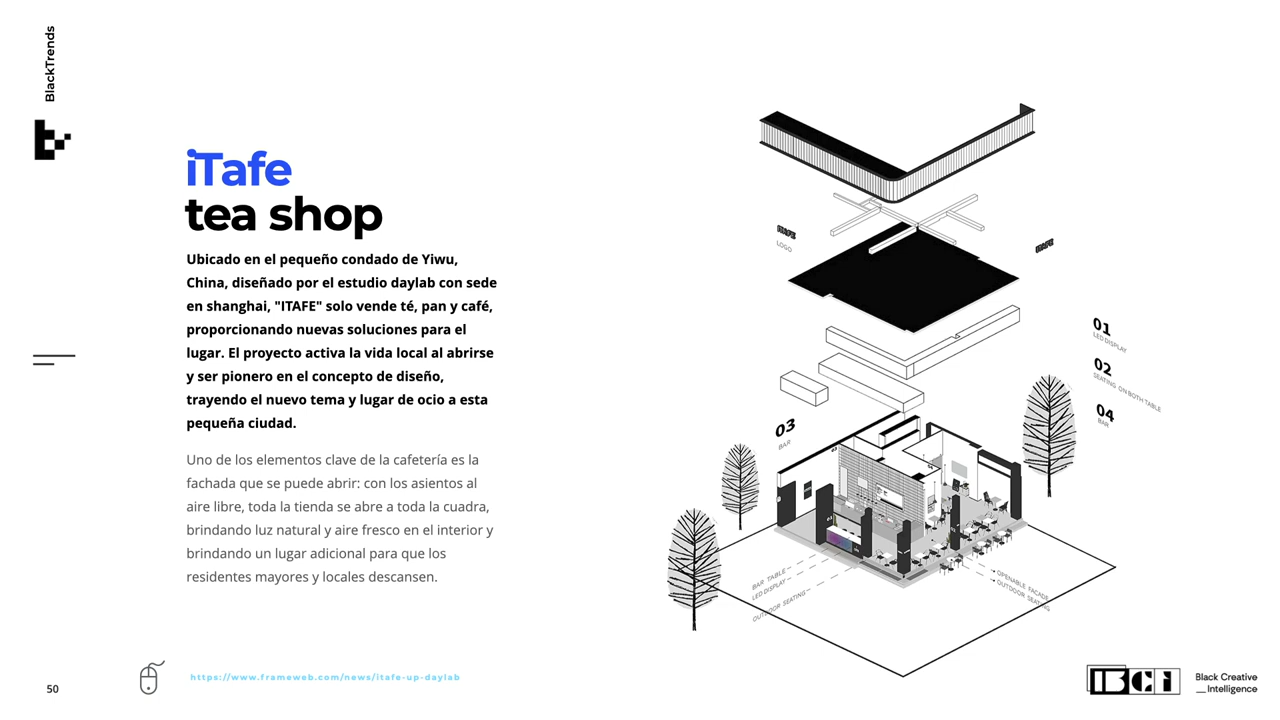 BlackTrends
iTafe
tea shop
Ubicado en el pequeño condado de Yiwu,
China, diseñado por el estudio daylab con sede
en shanghai, "ITAFE" solo vende té, pan y café,
proporcionando nuevas soluciones para el
lugar. El proyecto activa la vida local al abrirse
y ser pionero en el concepto de diseño,
trayendo el nuevo tema y lugar de ocio a esta
pequeña ciudad.
Uno de los elementos clave de la cafetería es la
fachada que se puede abrir: con los asientos al
aire libre, toda la tienda se abre a toda la cuadra,
brindando luz natural y aire fresco en el interior y
brindando un lugar adicional para que los
residentes mayores y locales descansen.
LOGO
01
LED DISPLAY
02
SEATING ON BOTH TABLE
04
BAR
03
BAR
BAR TABLE
LED DISPLAY
OUTDOOR SEATING
OPENABLE FACADE
OUTDOOR SEATING
50
https://www.frameweb.com/news/itafe-up-daylab
BCi
Black Creative
__Intelligence